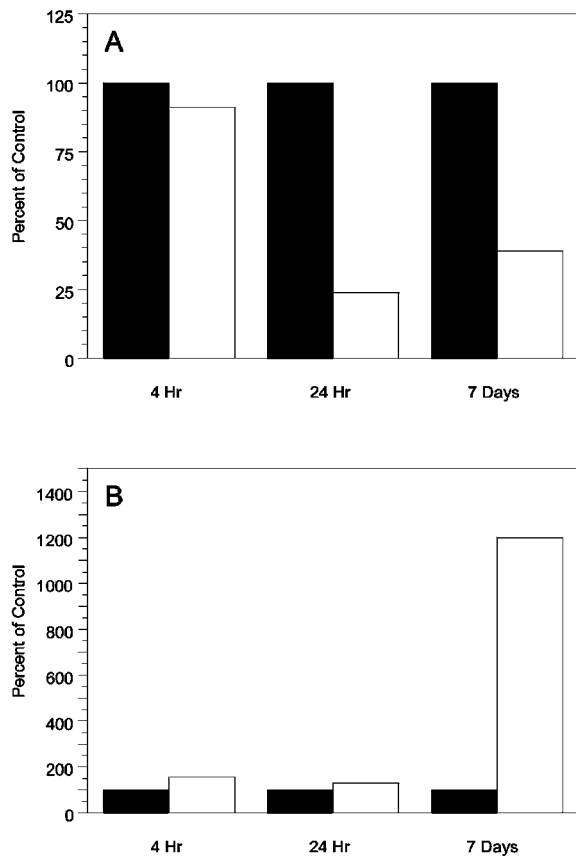 A
Percent of Control
125
100
75
50
25
0
4 Hr
24 Hr
7 Days
B
Percent of Control
1400
1200
1000
800
600
400
200
0
4 Hr
24 Hr
7 Days